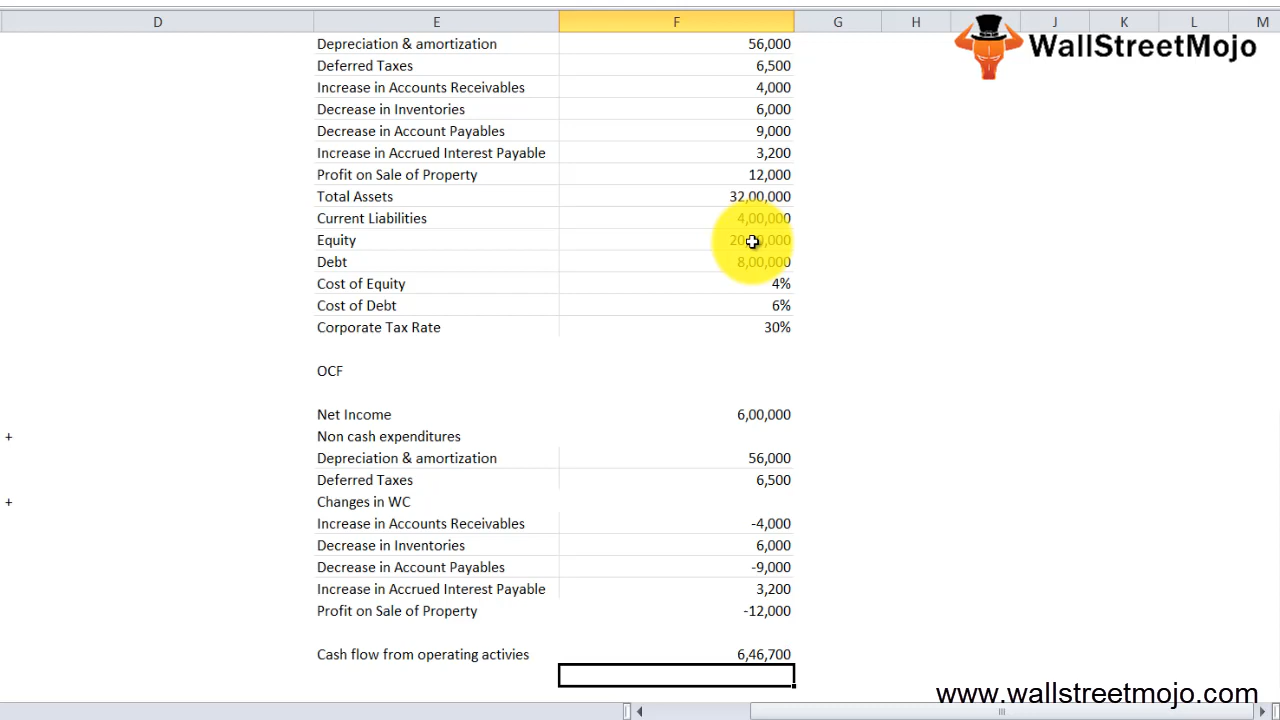 D E F G H J K L M
WallStreetMojo
Depreciation & amortization 56,000
Deferred Taxes 6,500
Increase in Accounts Receivables 4,000
Decrease in Inventories 6,000
Decrease in Account Payables 9,000
Increase in Accrued Interest Payable 3,200
Profit on Sale of Property 12,000
Total Assets 32,00,000
Current Liabilities 4,00,000
Equity
Debt 8,00,000
Cost of Equity 4%
Cost of Debt 6%
Corporate Tax Rate 30%
OCF
Net Income 6,00,000
+ Non cash expenditures
Depreciation & amortization 56,000
Deferred Taxes 6,500
+ Changes in WC
Increase in Accounts Receivables -4,000
Decrease in Inventories 6,000
Decrease in Account Payables -9,000
Increase in Accrued Interest Payable 3,200
Profit on Sale of Property -12,000
Cash flow from operating activies 6,46,700
www.wallstreetmojo.com